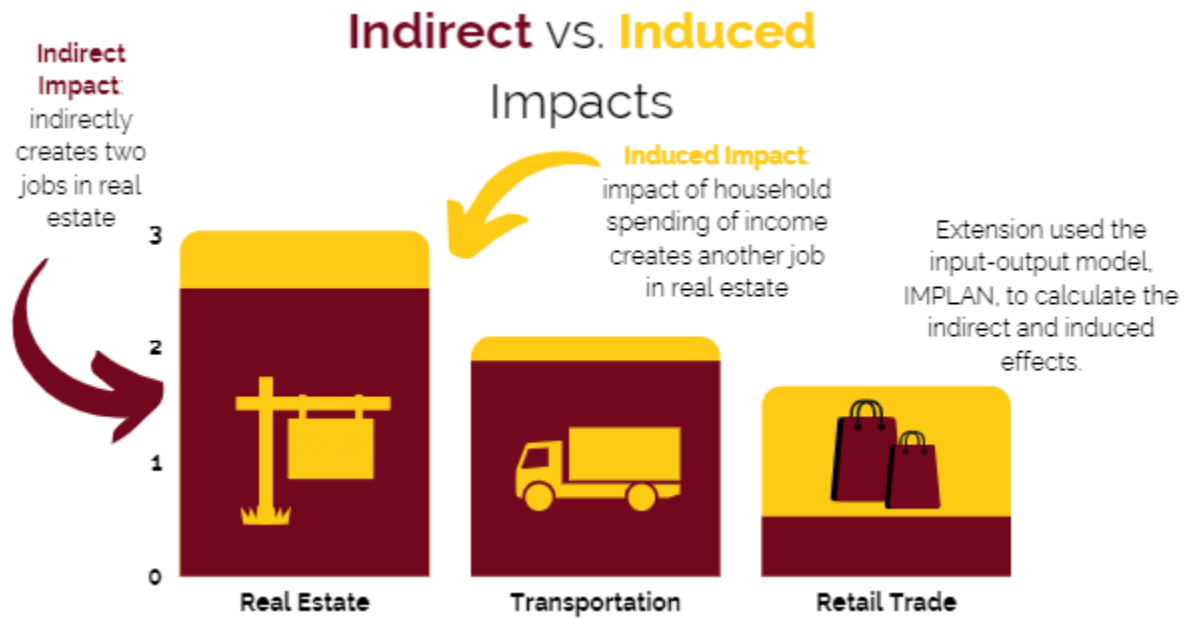 Indirect vs. Induced
Impacts
Indirect
Impact:
indirectly
creates two
jobs in real
estate
Induced Impact:
impact of household
spending of income
creates another job
in real estate
Extension used the
input-output model,
IMPLAN, to calculate the
indirect and induced
effects.
3
2
1
0
Real Estate
Transportation
Retail Trade